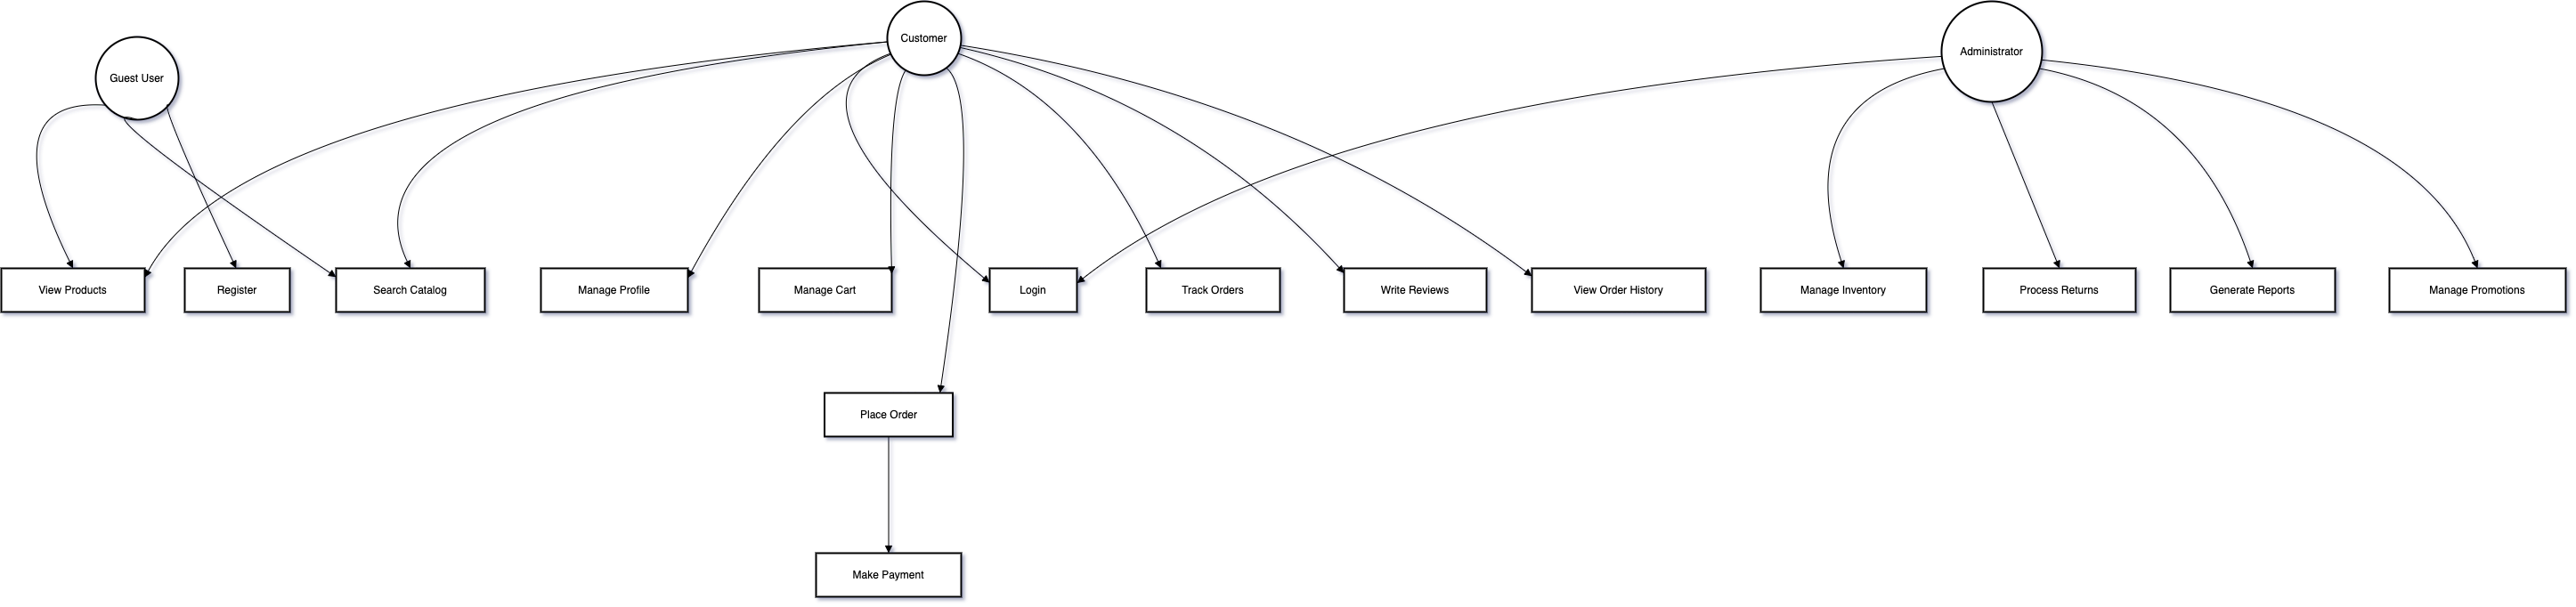 Customer
Administrator
Guest User
View Products
Register
Search Catalog
Manage Profile
Manage Cart
Login
Track Orders
Write Reviews
View Order History
Manage Inventory
Process Returns
Generate Reports
Manage Promotions
Place Order
Make Payment